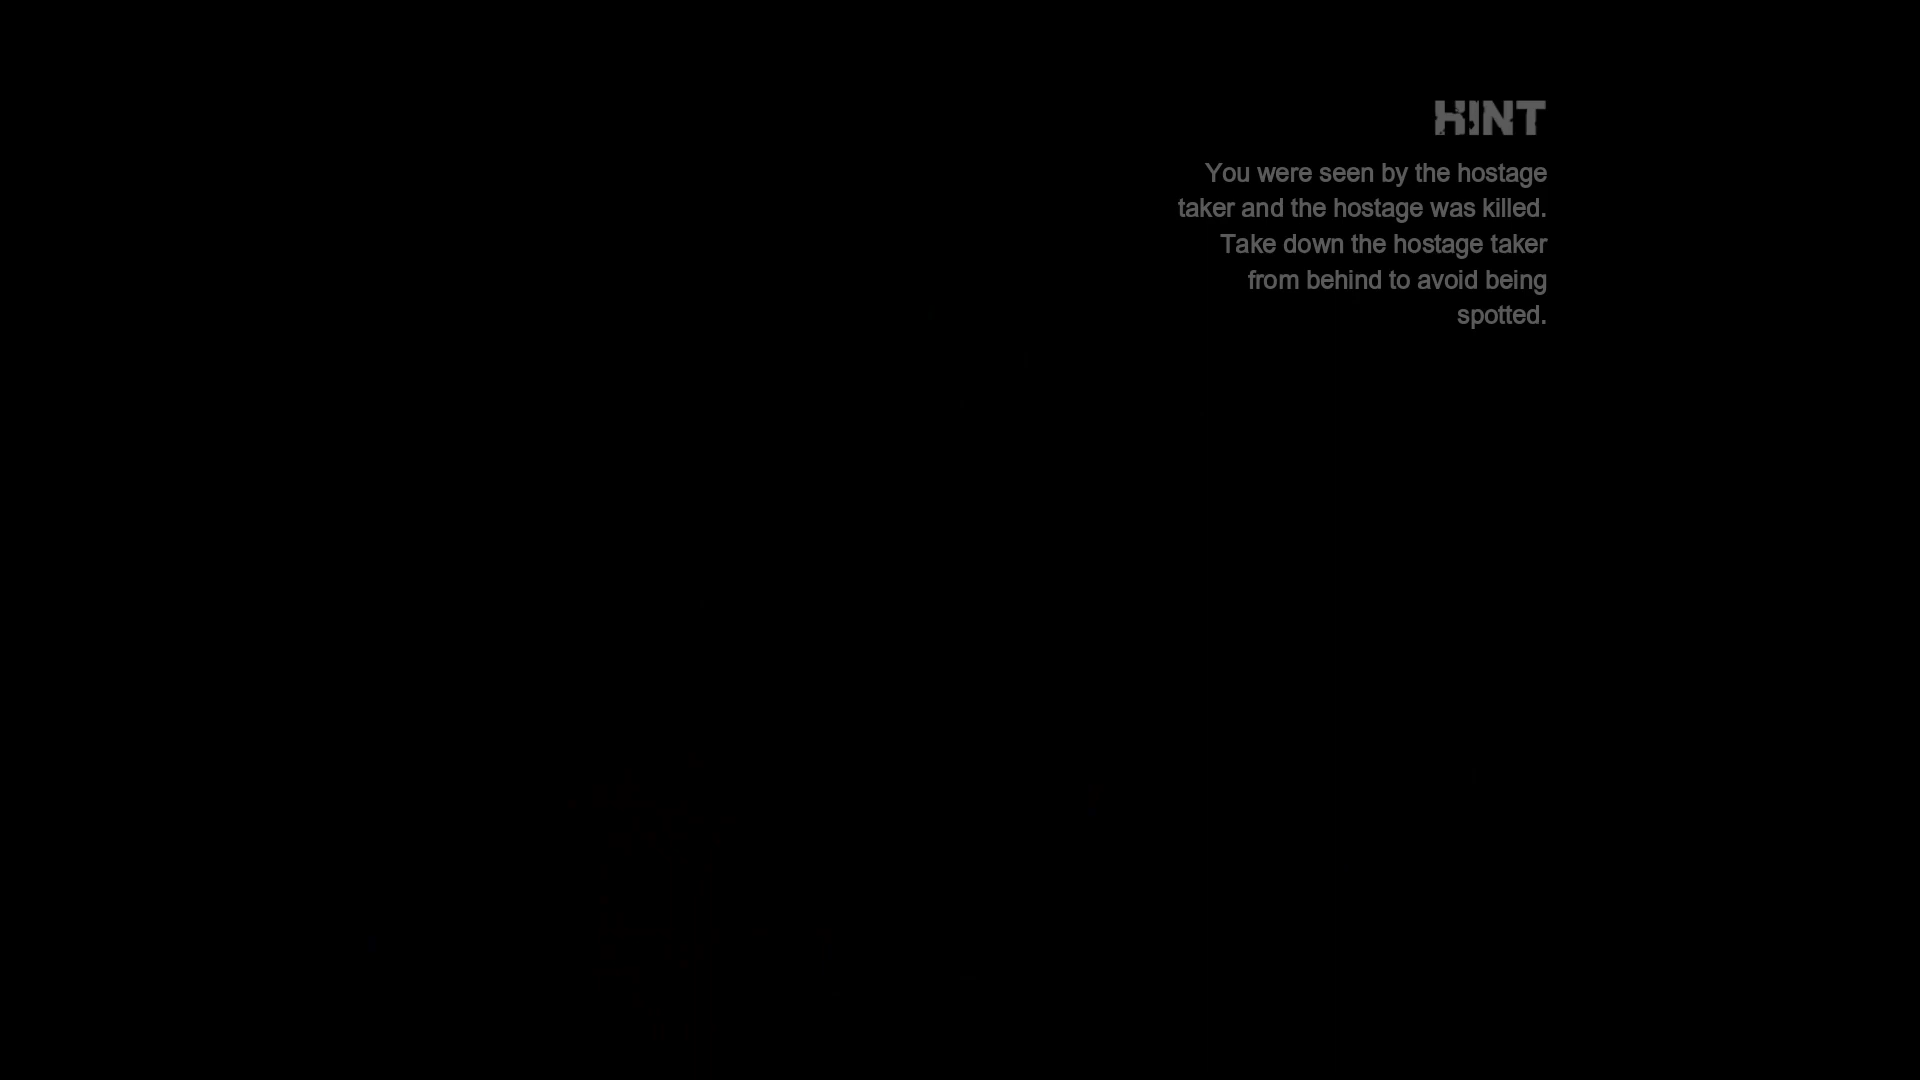 HINT
You were seen by the hostage
taker and the hostage was killed.
Take down the hostage taker
from behind to avoid being
spotted.